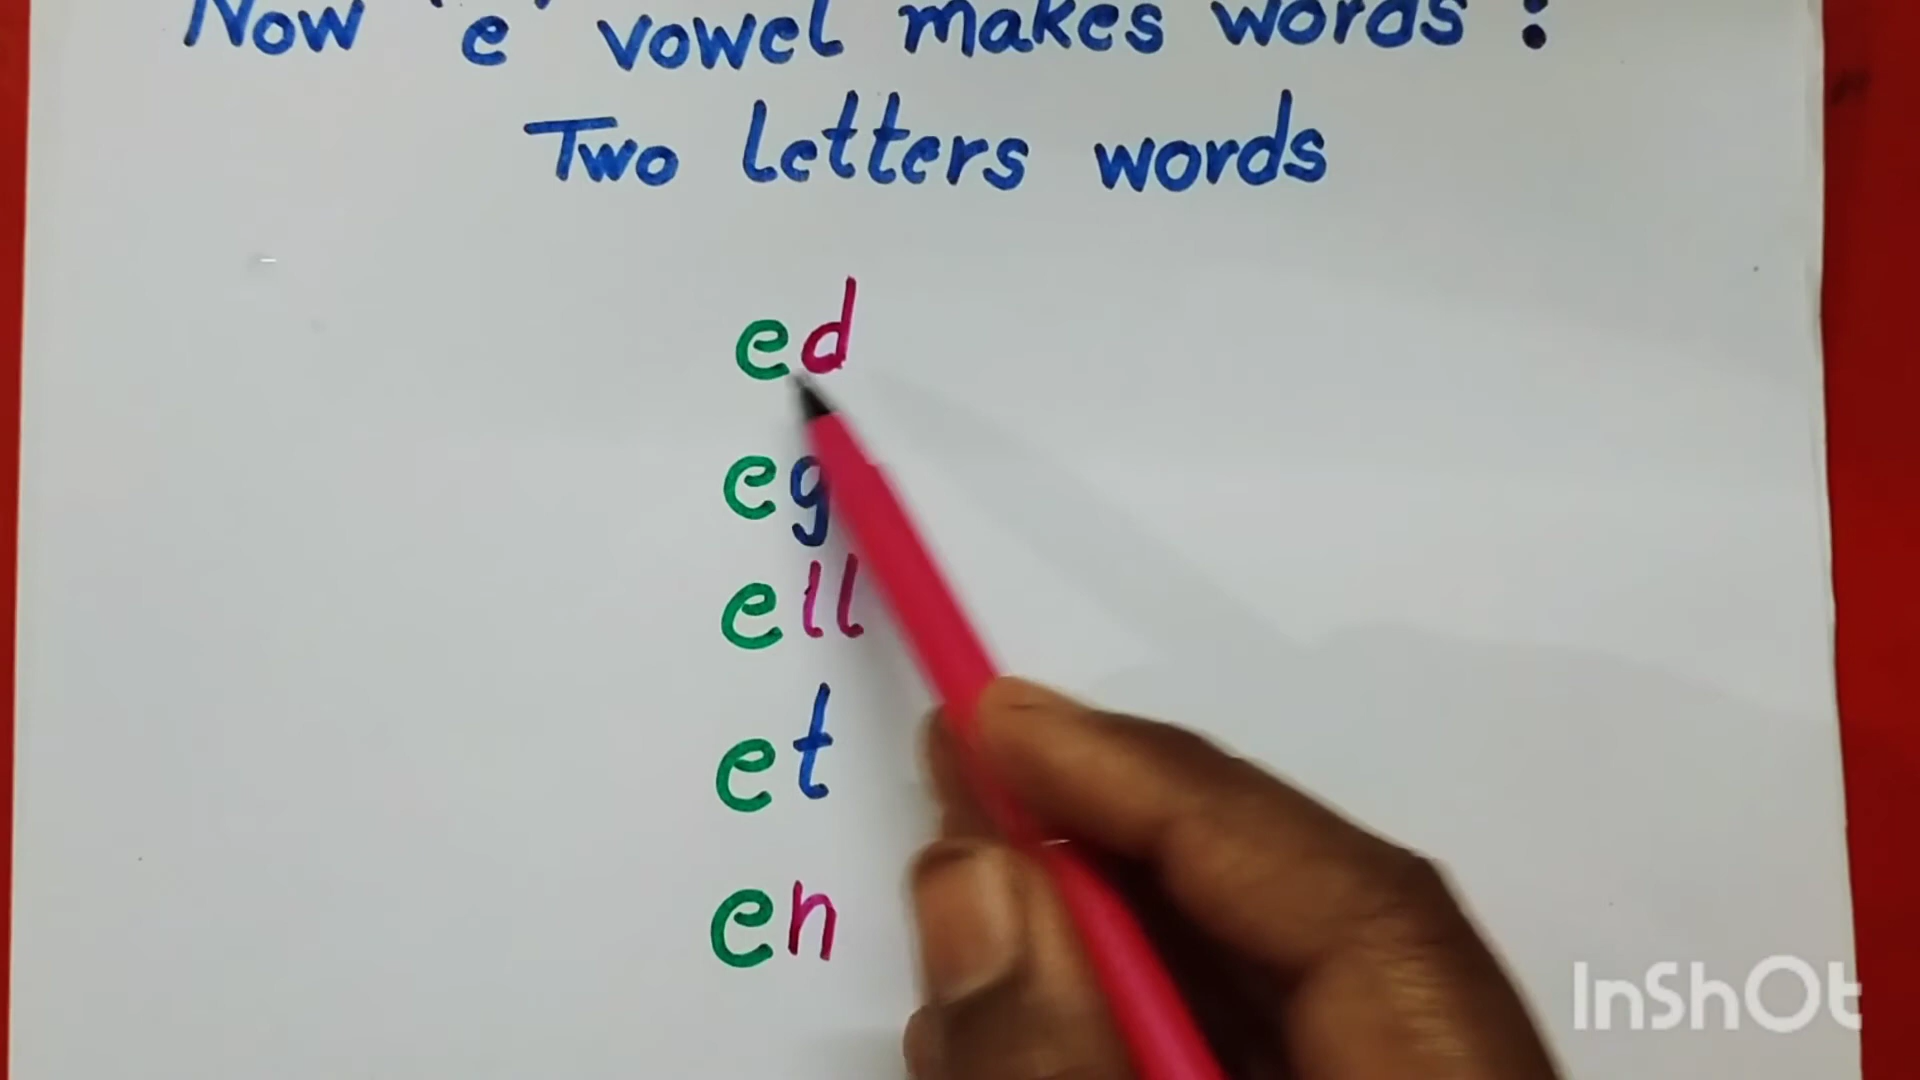 Now 'e' vowel makes words :
Two letters words
ed
eg
ell
et
en
InShOt